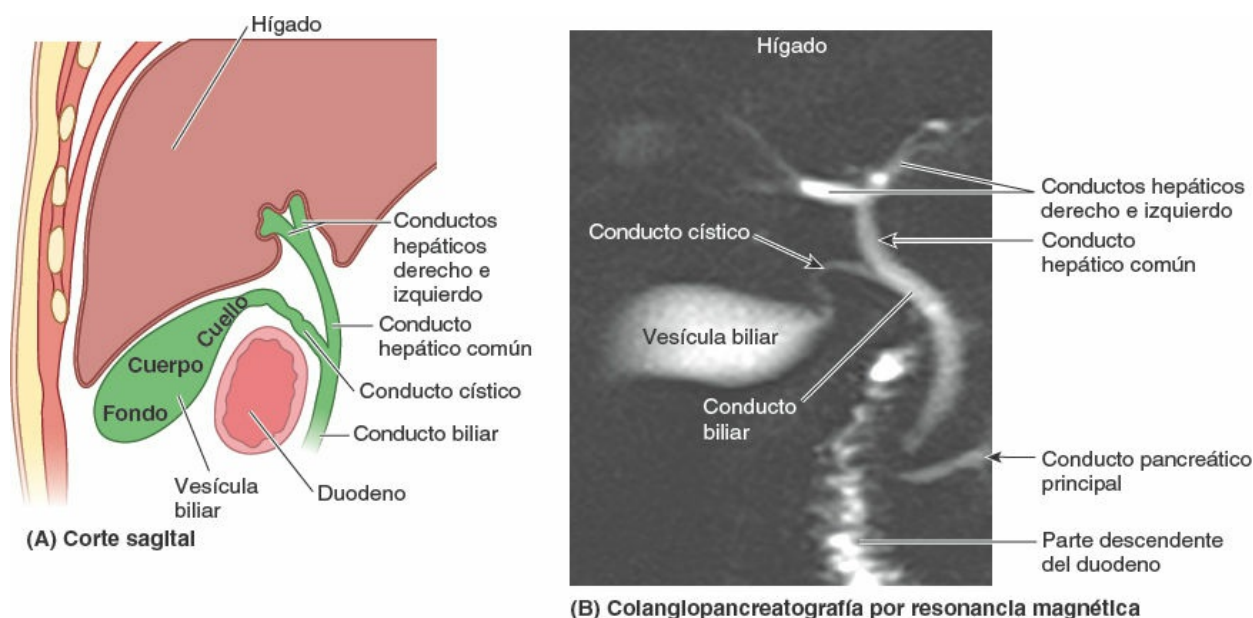 Hígado
Conductos
hepáticos
derecho e
izquierdo
Conducto
hepático común
Cuello
Cuerpo
Fondo
Conducto cístico
Conducto biliar
Vesícula
biliar
Duodeno
(A) Corte sagital
Hígado
Conductos hepáticos
derecho e izquierdo
Conducto cístico
Conducto
hepático común
Vesícula biliar
Conducto
biliar
Conducto pancreático
principal
Parte descendente
del duodeno
(B) Colangiopancreatografía por resonancia magnética